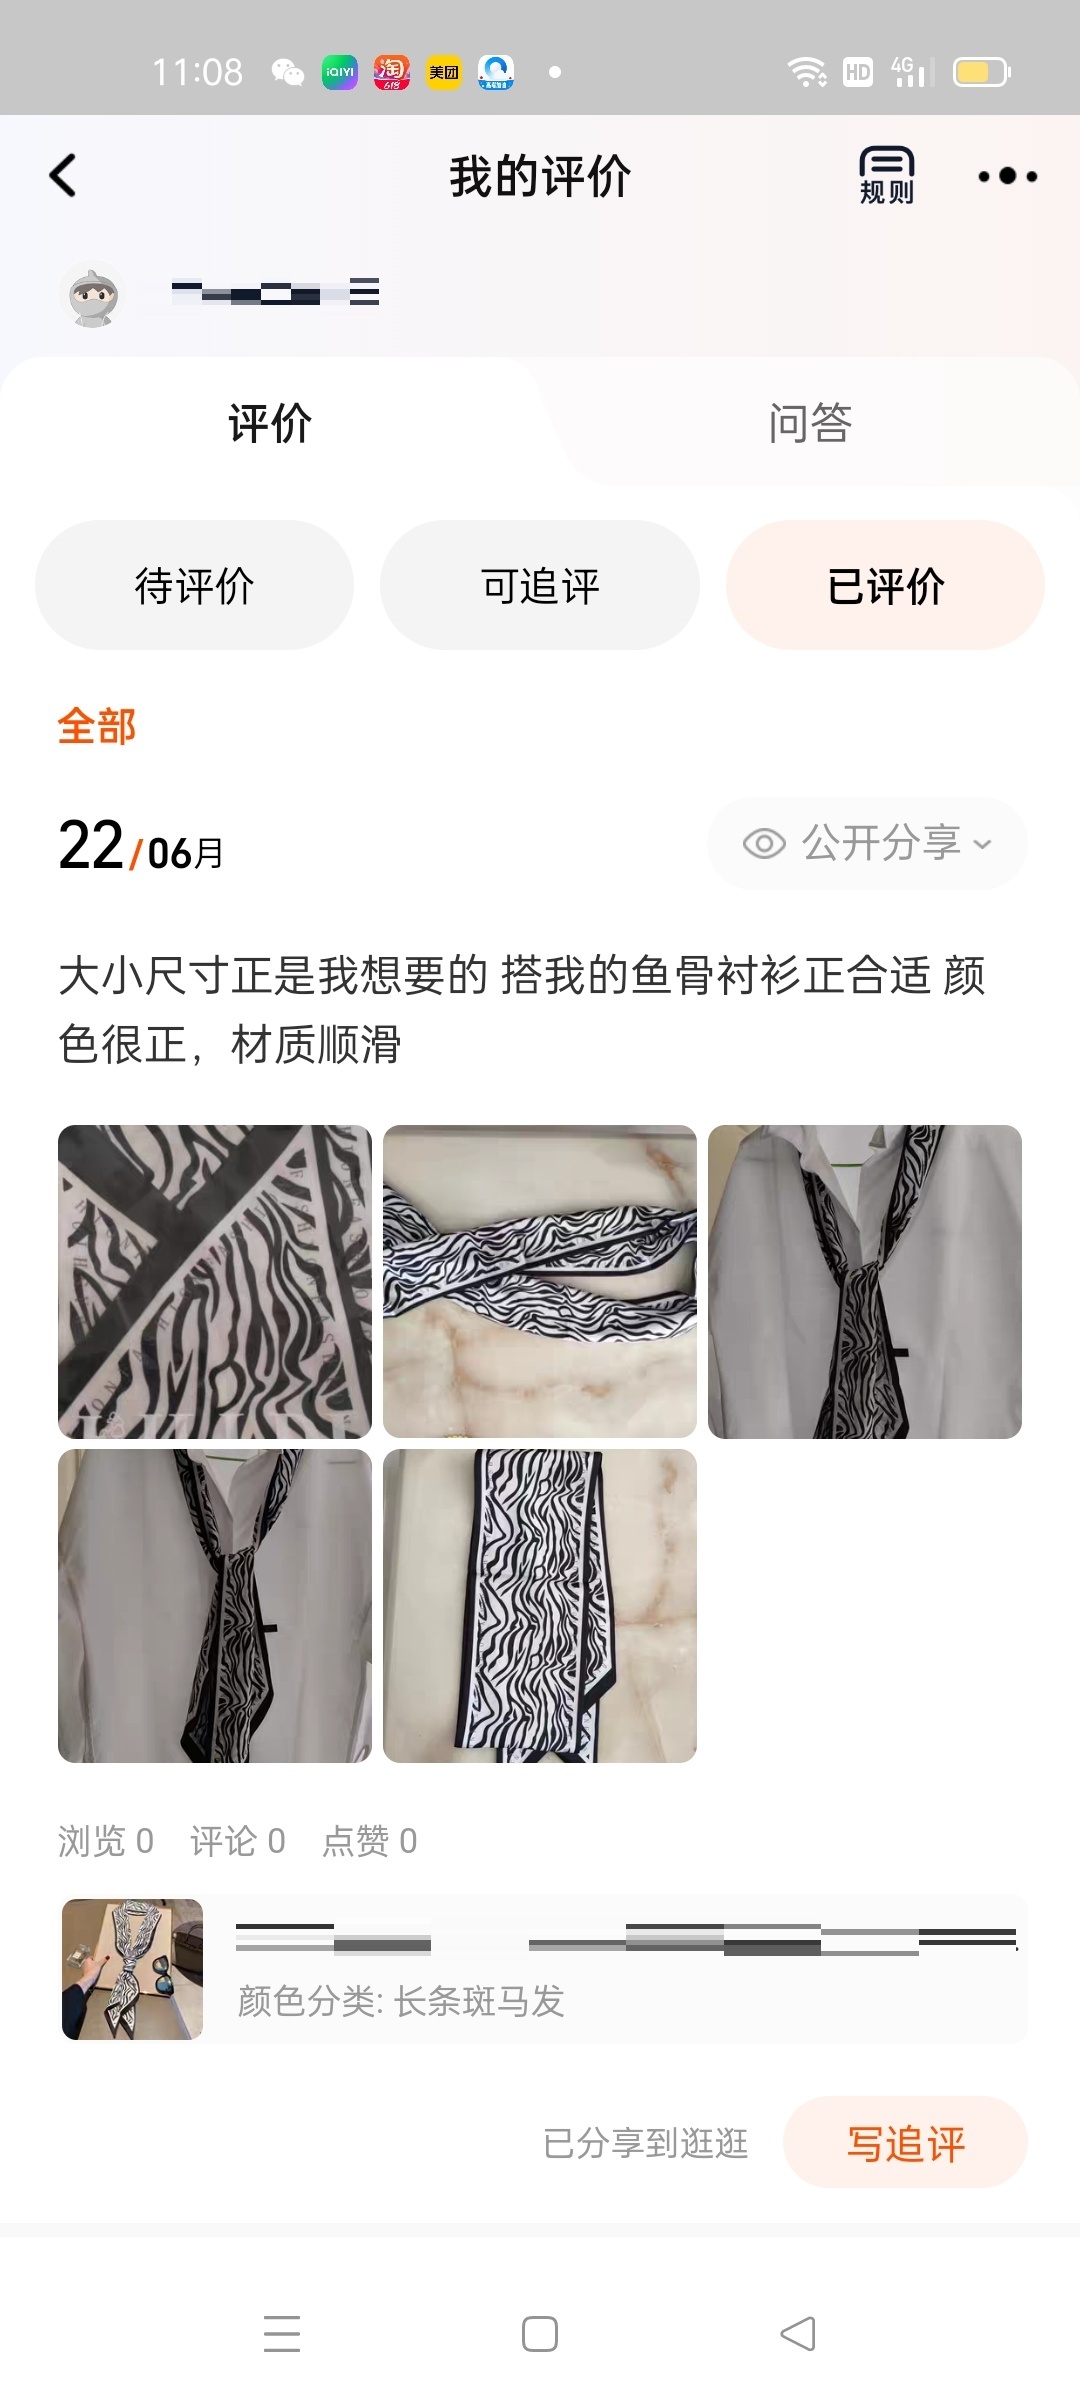 11:08
iQIYI
淘
618
美团
HD
4G
我的评价
规则
评价
问答
待评价
可追评
已评价
全部
22/06月
公开分享
大小尺寸正是我想要的 搭我的鱼骨衬衫正合适 颜
色很正，材质顺滑
浏览 0 评论 0 点赞 0
颜色分类: 长条斑马发
已分享到逛逛
写追评